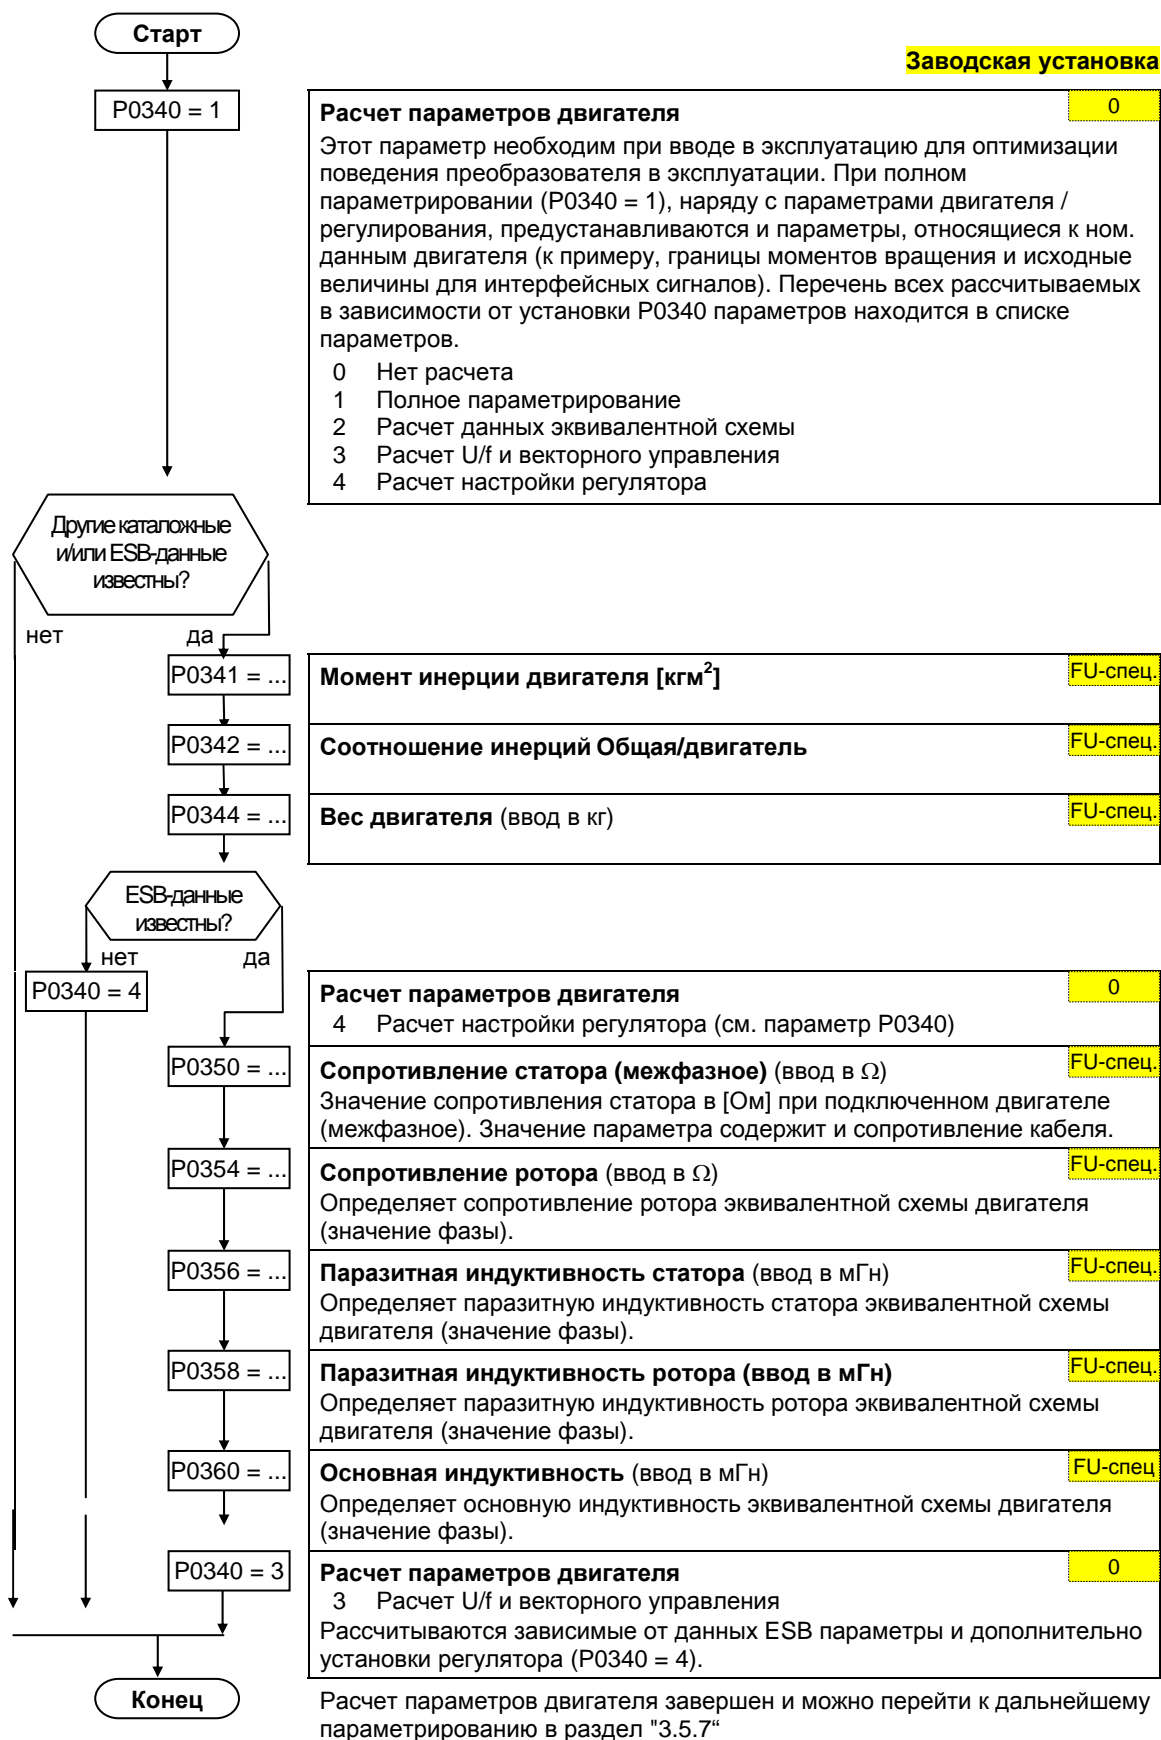 Старт
Заводская установка
P0340 = 1
Расчет параметров двигателя
0
Этот параметр необходим при вводе в эксплуатацию для оптимизации
поведения преобразователя в эксплуатации. При полном
параметрировании (P0340 = 1), наряду с параметрами двигателя /
регулирования, предустанавливаются и параметры, относящиеся к ном.
данным двигателя (к примеру, границы моментов вращения и исходные
величины для интерфейсных сигналов). Перечень всех рассчитываемых
в зависимости от установки P0340 параметров находится в списке
параметров.
0 Нет расчета
1 Полное параметрирование
2 Расчет данных эквивалентной схемы
3 Расчет U/f и векторного управления
4 Расчет настройки регулятора
Другие каталожные
и/или ESB-данные
известны?
нет
да
P0341 = ...
Момент инерции двигателя [кгм²]
FU-спец.
P0342 = ...
Соотношение инерций Общая/двигатель
FU-спец.
P0344 = ...
Вес двигателя (ввод в кг)
FU-спец.
ESB-данные
известны?
нет
да
P0340 = 4
Расчет параметров двигателя
0
4 Расчет настройки регулятора (см. параметр P0340)
P0350 = ...
Сопротивление статора (межфазное) (ввод в Ω)
FU-спец.
Значение сопротивления статора в [Ом] при подключенном двигателе
(межфазное). Значение параметра содержит и сопротивление кабеля.
P0354 = ...
Сопротивление ротора (ввод в Ω)
FU-спец.
Определяет сопротивление ротора эквивалентной схемы двигателя
(значение фазы).
P0356 = ...
Паразитная индуктивность статора (ввод в мГн)
FU-спец.
Определяет паразитную индуктивность статора эквивалентной схемы
двигателя (значение фазы).
P0358 = ...
Паразитная индуктивность ротора (ввод в мГн)
FU-спец.
Определяет паразитную индуктивность ротора эквивалентной схемы
двигателя (значение фазы).
P0360 = ...
Основная индуктивность (ввод в мГн)
FU-спец
Определяет основную индуктивность эквивалентной схемы двигателя
(значение фазы).
P0340 = 3
Расчет параметров двигателя
0
3 Расчет U/f и векторного управления
Рассчитываются зависимые от данных ESB параметры и дополнительно
установки регулятора (P0340 = 4).
Конец
Расчет параметров двигателя завершен и можно перейти к дальнейшему
параметрированию в раздел "3.5.7“